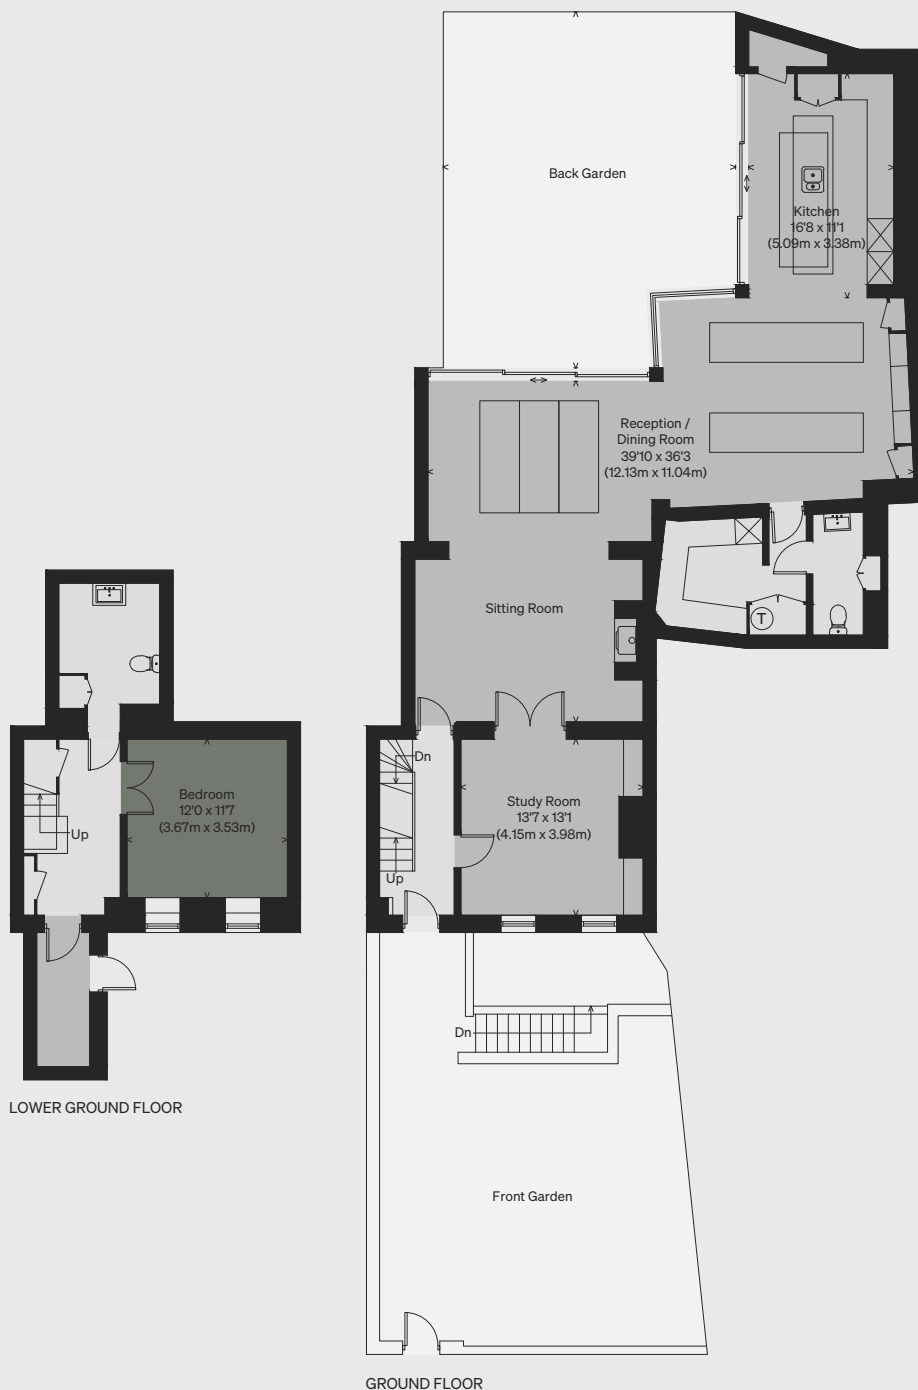 Back Garden
Kitchen
16'8 x 11'1
(5.09m x 3.38m)
Reception /
Dining Room
39'10 x 36'3
(12.13m x 11.04m)
Sitting Room
T
Dn
Study Room
13'7 x 13'1
(4.15m x 3.98m)
Up
Bedroom
12'0 x 11'7
(3.67m x 3.53m)
Up
Dn
LOWER GROUND FLOOR
Front Garden
GROUND FLOOR